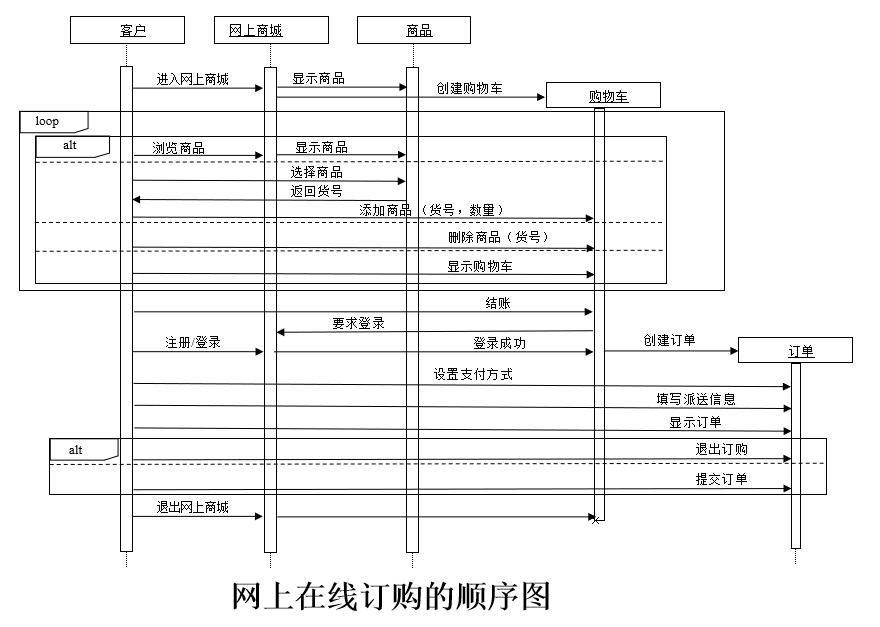 客户
网上商城
商品
进入网上商城
显示商品
创建购物车
购物车
loop
alt
浏览商品
显示商品
选择商品
返回货号
添加商品（货号，数量）
删除商品（货号）
显示购物车
结账
要求登录
注册/登录
登录成功
创建订单
订单
设置支付方式
填写派送信息
显示订单
alt
退出订购
提交订单
退出网上商城
网上在线订购的顺序图